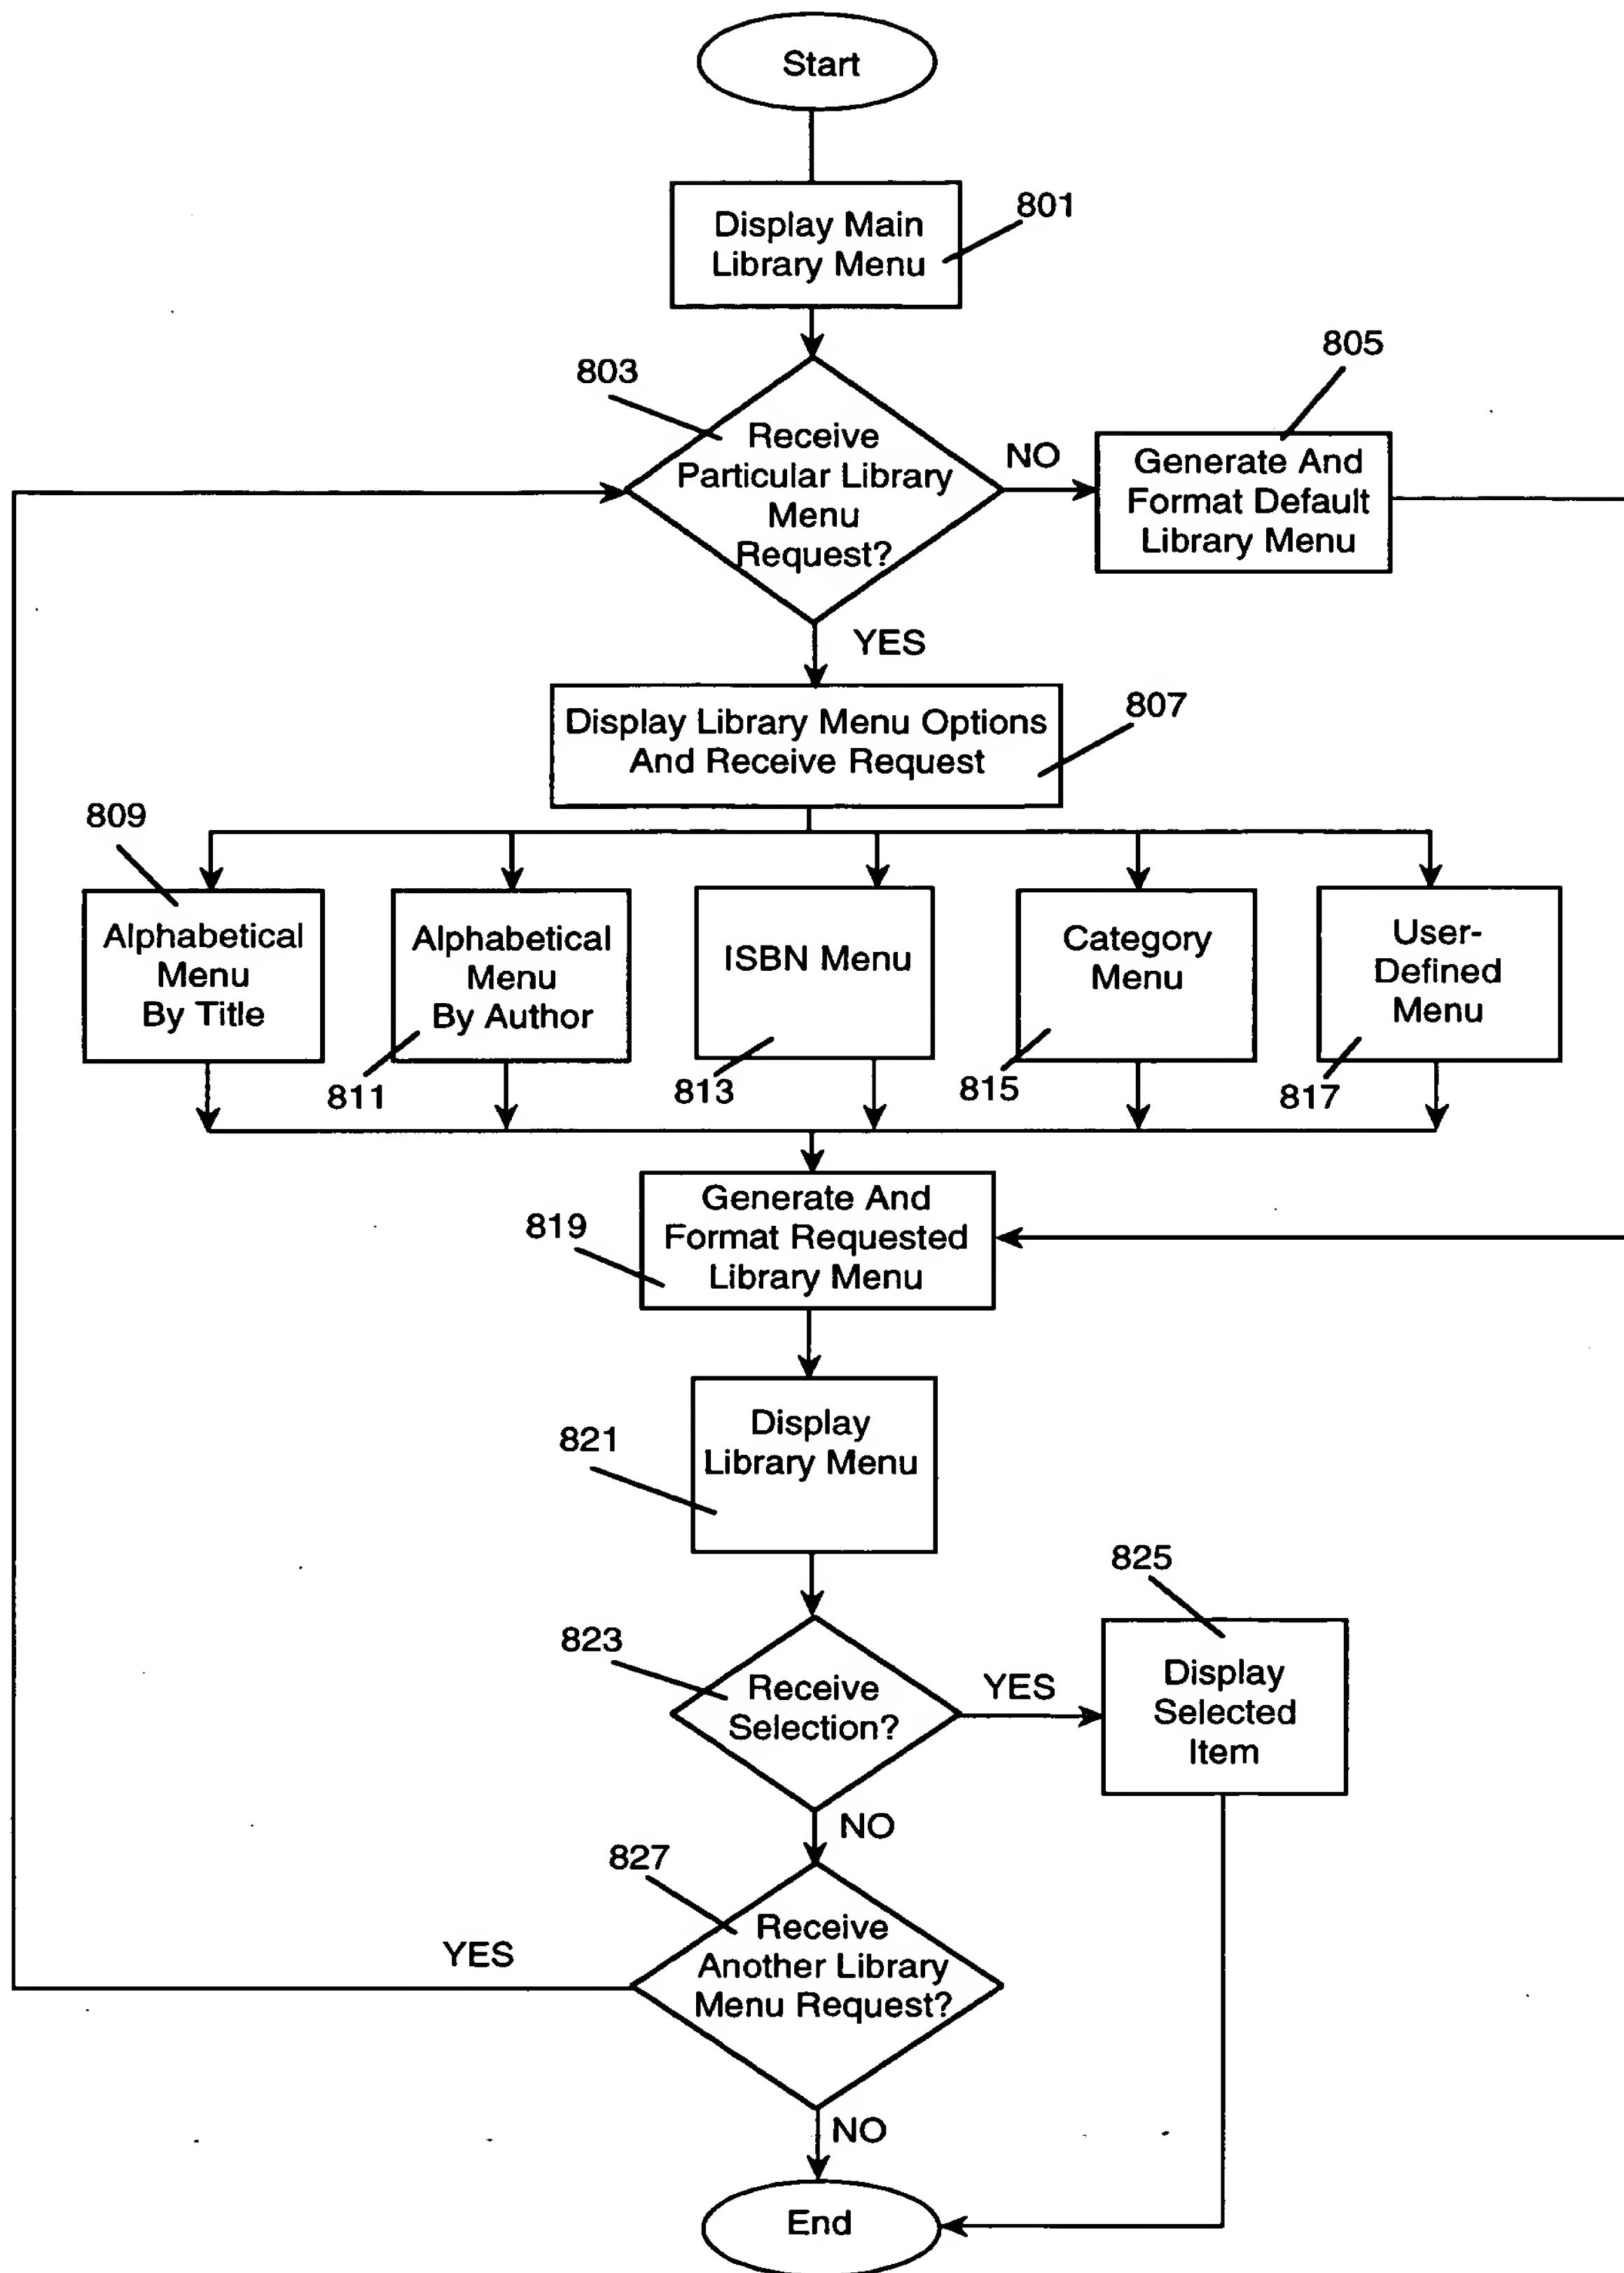 Start
Display Main
Library Menu
801
803
Receive
Particular Library
Menu
Request?
NO
805
Generate And
Format Default
Library Menu
YES
Display Library Menu Options
And Receive Request
807
809
Alphabetical
Menu
By Title
Alphabetical
Menu
By Author
811
ISBN Menu
813
Category
Menu
815
User-
Defined
Menu
817
819
Generate And
Format Requested
Library Menu
821
Display
Library Menu
823
Receive
Selection?
YES
825
Display
Selected
Item
NO
827
Receive
Another Library
Menu Request?
YES
NO
End